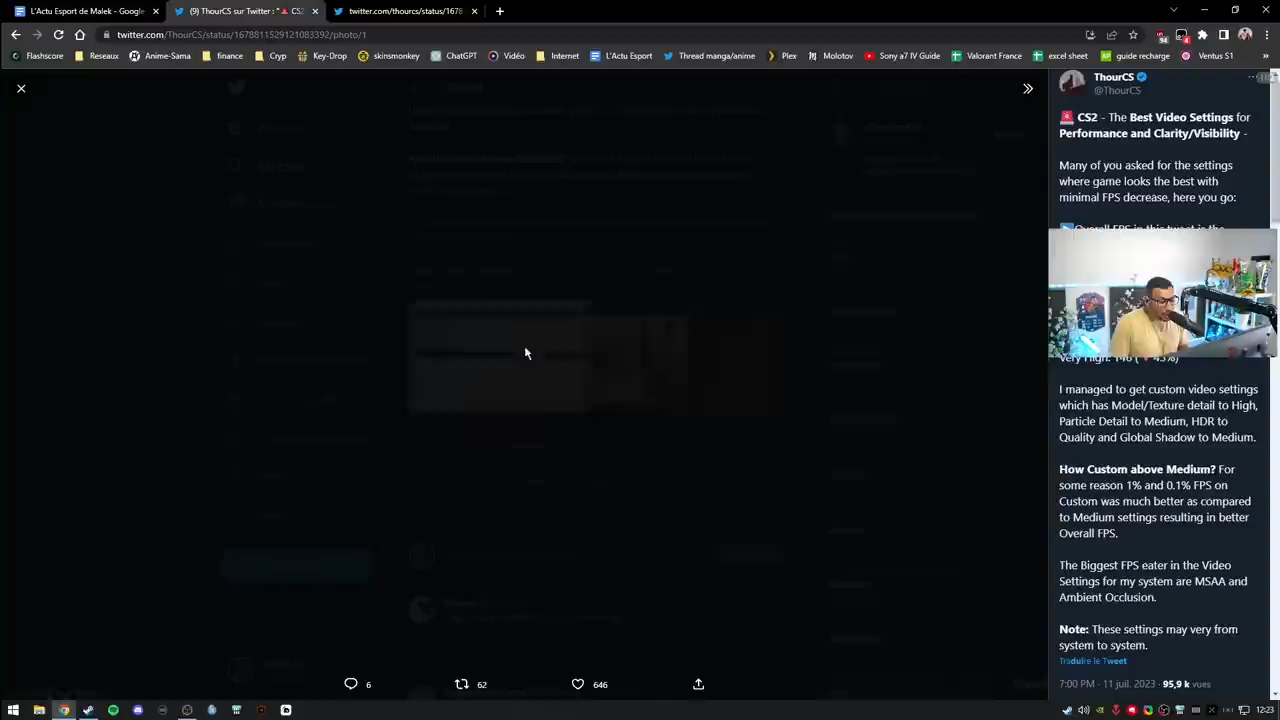 L'Actu Esport de Malek - Google
(9) ThourCS sur Twitter : "🚨 CS2
twitter.com/thourcs/status/1678
twitter.com/ThourCS/status/1678811529121083392/photo/1
Flashscore
Reseaux
Anime-Sama
finance
Cryp
Key-Drop
skinsmonkey
ChatGPT
Vidéo
Internet
L'Actu Esport
Thread manga/anime
Plex
Molotov
Sony a7 IV Guide
Valorant France
excel sheet
guide recharge
Ventus S1
ThourCS
@ThourCS
🚨 CS2 - The Best Video Settings for
Performance and Clarity/Visibility -
Many of you asked for the settings
where game looks the best with
minimal FPS decrease, here you go:
▶️Overall FPS in this tweet is the
I managed to get custom video settings
which has Model/Texture detail to High,
Particle Detail to Medium, HDR to
Quality and Global Shadow to Medium.
How Custom above Medium? For
some reason 1% and 0.1% FPS on
Custom was much better as compared
to Medium settings resulting in better
Overall FPS.
The Biggest FPS eater in the Video
Settings for my system are MSAA and
Ambient Occlusion.
Note: These settings may very from
system to system.
Traduire le Tweet
7:00 PM · 11 juil. 2023 · 95,9 k vues
6
62
646
12:23